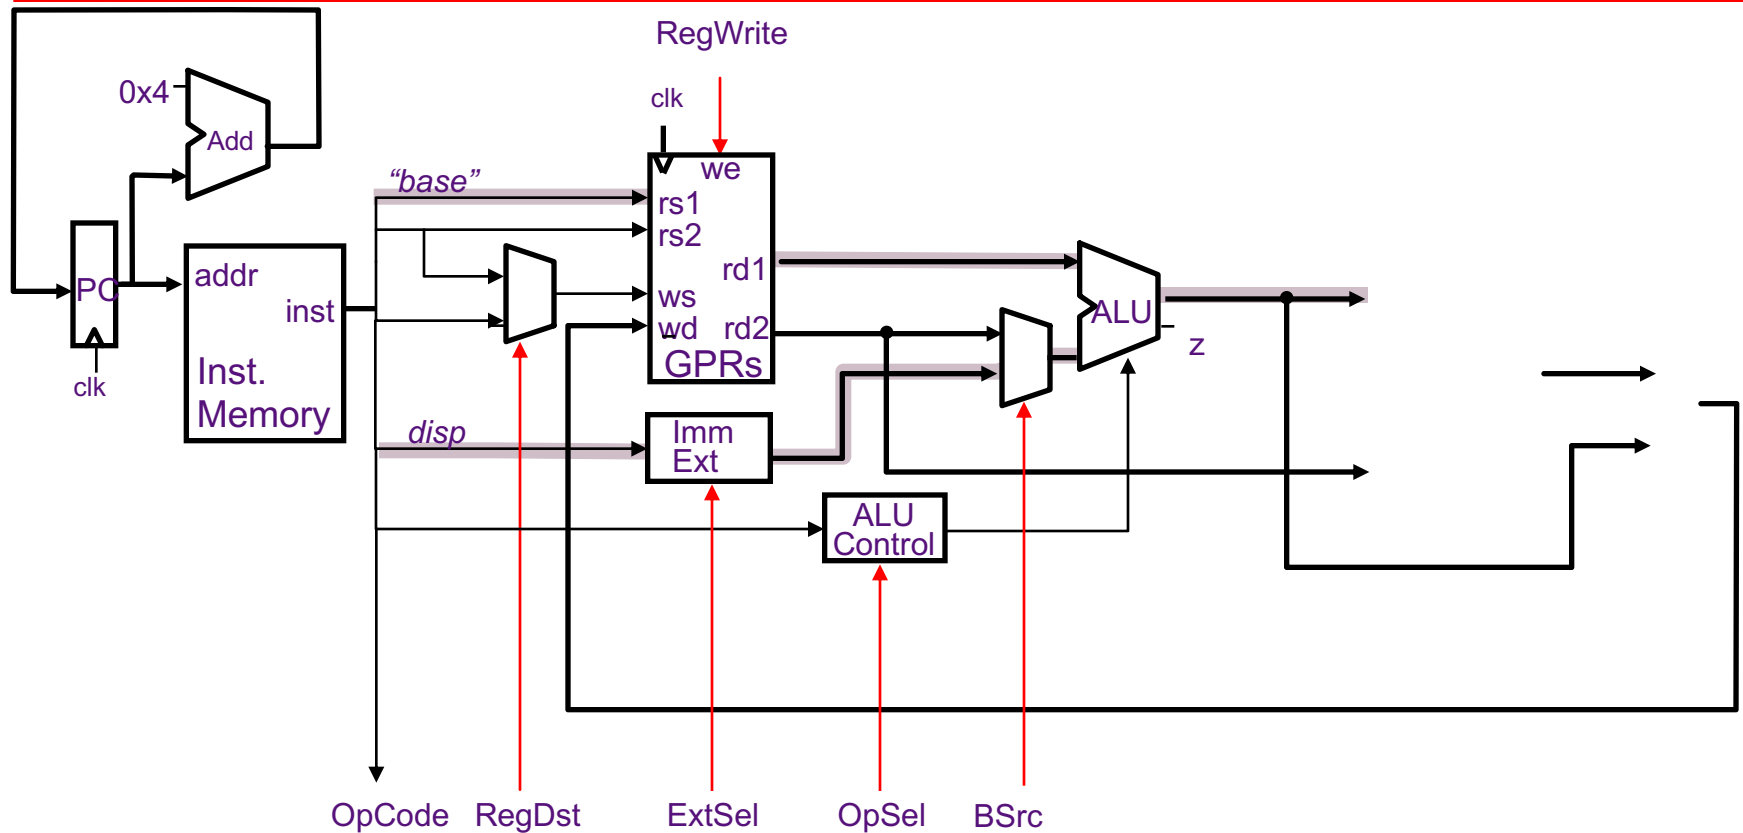 RegWrite
0x4
clk
Add
we
"base"
rs1
rs2
addr
PC
rd1
inst
ws
ALU
wd
rd2
z
GPRs
clk
Inst.
Memory
disp
Imm
Ext
ALU
Control
OpCode
RegDst
ExtSel
OpSel
BSrc